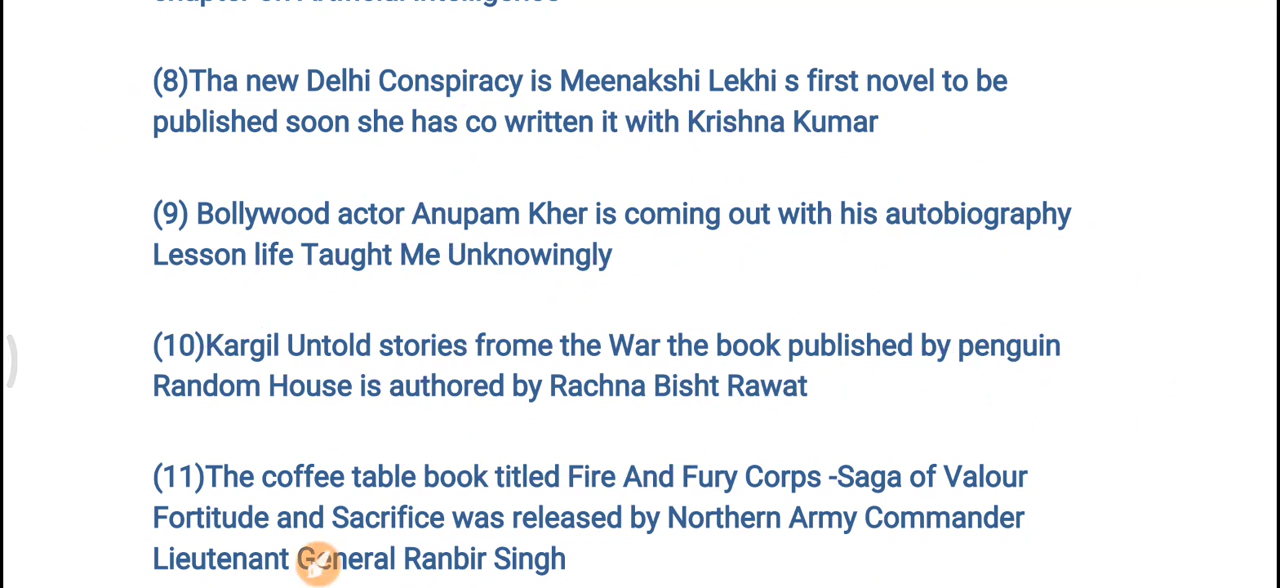 (8)Tha new Delhi Conspiracy is Meenakshi Lekhi s first novel to be
published soon she has co written it with Krishna Kumar
(9) Bollywood actor Anupam Kher is coming out with his autobiography
Lesson life Taught Me Unknowingly
(10)Kargil Untold stories frome the War the book published by penguin
Random House is authored by Rachna Bisht Rawat
(11)The coffee table book titled Fire And Fury Corps -Saga of Valour
Fortitude and Sacrifice was released by Northern Army Commander
Lieutenant General Ranbir Singh